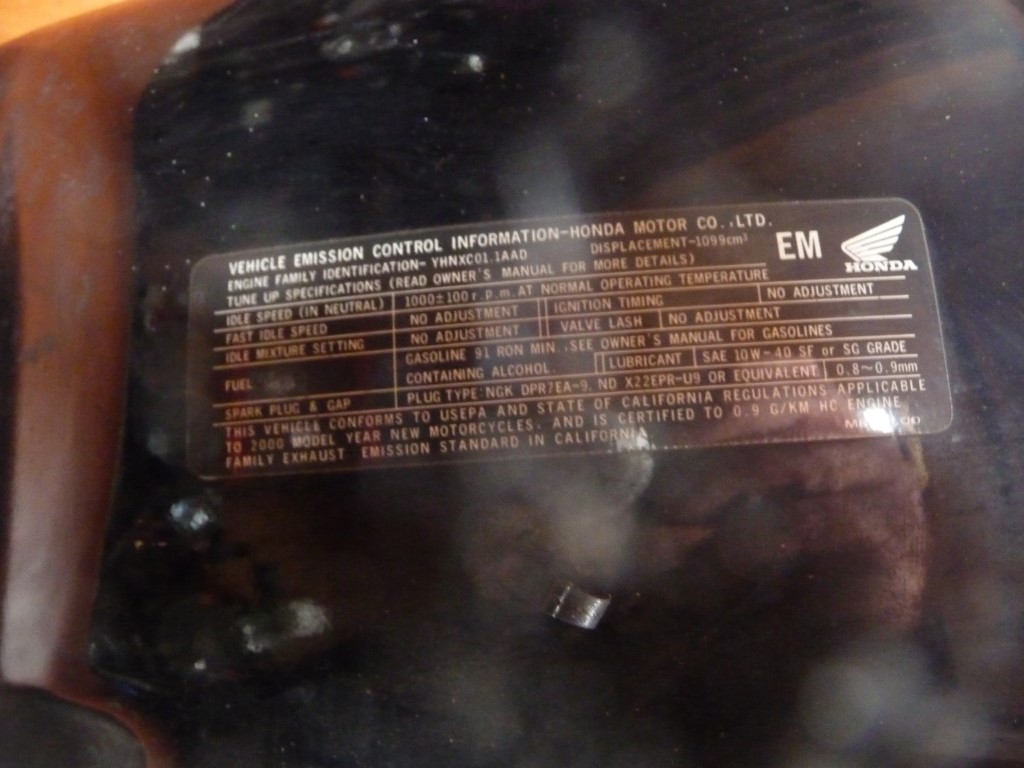 VEHICLE EMISSION CONTROL INFORMATION-HONDA MOTOR CO.,LTD.
ENGINE FAMILY IDENTIFICATION- YHNXC01.1AAD DISPLACEMENT-1099cm³
EM
HONDA
TUNE UP SPECIFICATIONS (READ OWNER'S MANUAL FOR MORE DETAILS)
IDLE SPEED (IN NEUTRAL) 1000±100 r.p.m. AT NORMAL OPERATING TEMPERATURE
FAST IDLE SPEED NO ADJUSTMENT IGNITION TIMING NO ADJUSTMENT
IDLE MIXTURE SETTING NO ADJUSTMENT VALVE LASH NO ADJUSTMENT
FUEL GASOLINE 91 RON MIN.,SEE OWNER'S MANUAL FOR GASOLINES
CONTAINING ALCOHOL. LUBRICANT SAE 10W-40 SF or SG GRADE
SPARK PLUG & GAP PLUG TYPE:NGK DPR7EA-9, ND X22EPR-U9 OR EQUIVALENT 0.8~0.9mm
THIS VEHICLE CONFORMS TO USEPA AND STATE OF CALIFORNIA REGULATIONS APPLICABLE
TO 2000 MODEL YEAR NEW MOTORCYCLES, AND IS CERTIFIED TO 0.9 G/KM HC ENGINE
FAMILY EXHAUST EMISSION STANDARD IN CALIFORNIA.